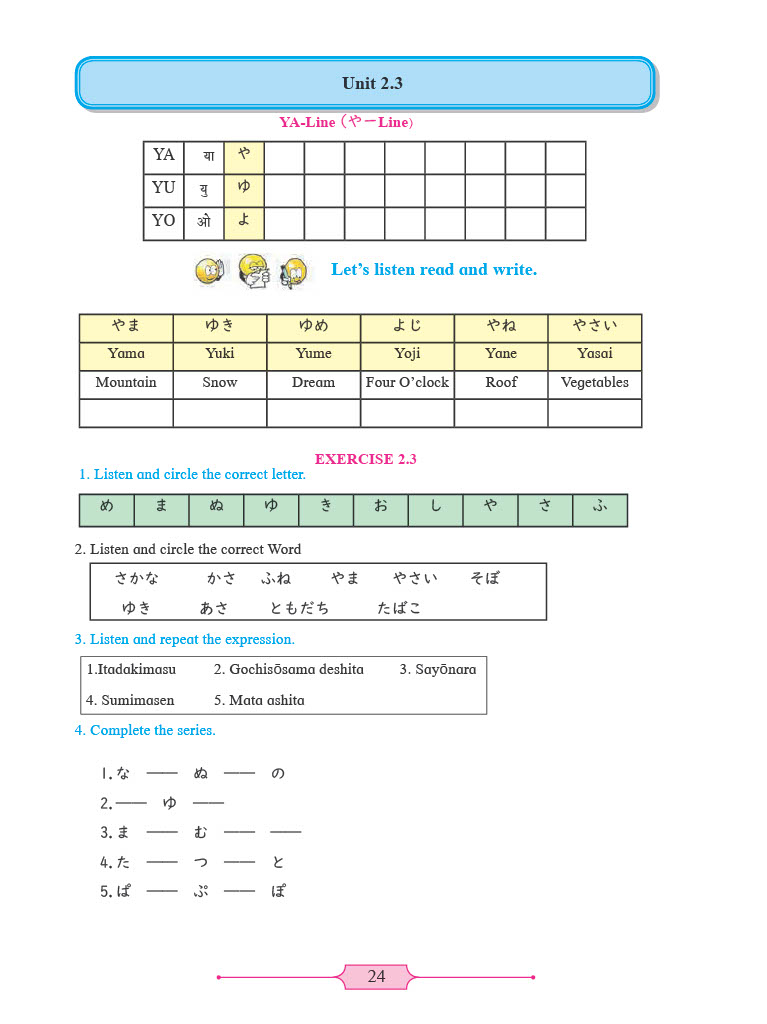 Unit 2.3
YA-Line (やーLine)
YA या や
YU यु ゆ
YO ओ よ
Let’s listen read and write.
やま ゆき ゆめ よじ やね やさい
Yama Yuki Yume Yoji Yane Yasai
Mountain Snow Dream Four O’clock Roof Vegetables
EXERCISE 2.3
1. Listen and circle the correct letter.
め ま ぬ ゆ き お し や さ ふ
2. Listen and circle the correct Word
さかな かさ ふね やま やさい そぼ
ゆき あさ ともだち たばこ
3. Listen and repeat the expression.
1.Itadakimasu 2. Gochisōsama deshita 3. Sayōnara
4. Sumimasen 5. Mata ashita
4. Complete the series.
1. な —— ぬ —— の
2. —— ゆ ——
3. ま —— む —— ——
4. た —— つ —— と
5. ぱ —— ぷ —— ぽ
24